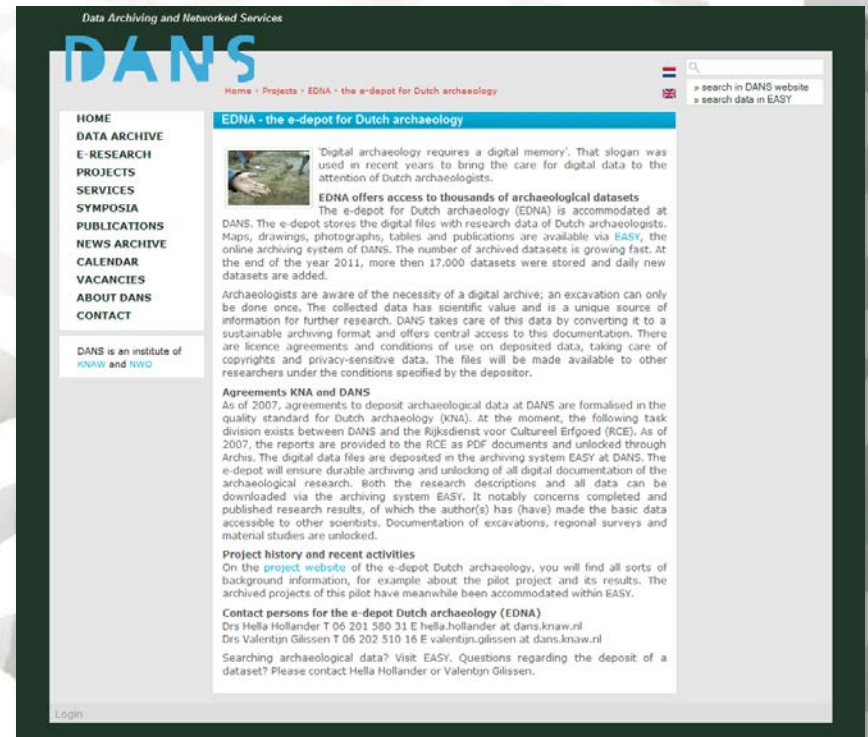 Data Archiving and Networked Services
DANS
Home › Projects › EDNA - the e-depot for Dutch archaeology
» search in DANS website
» search data in EASY
HOME
DATA ARCHIVE
E-RESEARCH
PROJECTS
SERVICES
SYMPOSIA
PUBLICATIONS
NEWS ARCHIVE
CALENDAR
VACANCIES
ABOUT DANS
CONTACT
DANS is an institute of
KNAW and NWO
EDNA - the e-depot for Dutch archaeology
'Digital archaeology requires a digital memory'. That slogan was
used in recent years to bring the care for digital data to the
attention of Dutch archaeologists.
EDNA offers access to thousands of archaeological datasets
The e-depot for Dutch archaeology (EDNA) is accommodated at
DANS. The e-depot stores the digital files with research data of Dutch archaeologists.
Maps, drawings, photographs, tables and publications are available via EASY, the
online archiving system of DANS. The number of archived datasets is growing fast. At
the end of the year 2011, more then 17.000 datasets were stored and daily new
datasets are added.
Archaeologists are aware of the necessity of a digital archive; an excavation can only
be done once. The collected data has scientific value and is a unique source of
information for further research. DANS takes care of this data by converting it to a
sustainable archiving format and offers central access to this documentation. There
are licence agreements and conditions of use on deposited data, taking care of
copyrights and privacy-sensitive data. The files will be made available to other
researchers under the conditions specified by the depositor.
Agreements KNA and DANS
As of 2007, agreements to deposit archaeological data at DANS are formalised in the
quality standard for Dutch archaeology (KNA). At the moment, the following task
division exists between DANS and the Rijksdienst voor Cultureel Erfgoed (RCE). As of
2007, the reports are provided to the RCE as PDF documents and unlocked through
Archis. The digital data files are deposited in the archiving system EASY at DANS. The
e-depot will ensure durable archiving and unlocking of all digital documentation of the
archaeological research. Both the research descriptions and all data can be
downloaded via the archiving system EASY. It notably concerns completed and
published research results, of which the author(s) has (have) made the basic data
accessible to other scientists. Documentation of excavations, regional surveys and
material studies are unlocked.
Project history and recent activities
On the project website of the e-depot Dutch archaeology, you will find all sorts of
background information, for example about the pilot project and its results. The
archived projects of this pilot have meanwhile been accommodated within EASY.
Contact persons for the e-depot Dutch archaeology (EDNA)
Drs Hella Hollander T 06 201 580 31 E hella.hollander at dans.knaw.nl
Drs Valentijn Gilissen T 06 202 510 16 E valentijn.gilissen at dans.knaw.nl
Searching archaeological data? Visit EASY. Questions regarding the deposit of a
dataset? Please contact Hella Hollander or Valentijn Gilissen.
Login